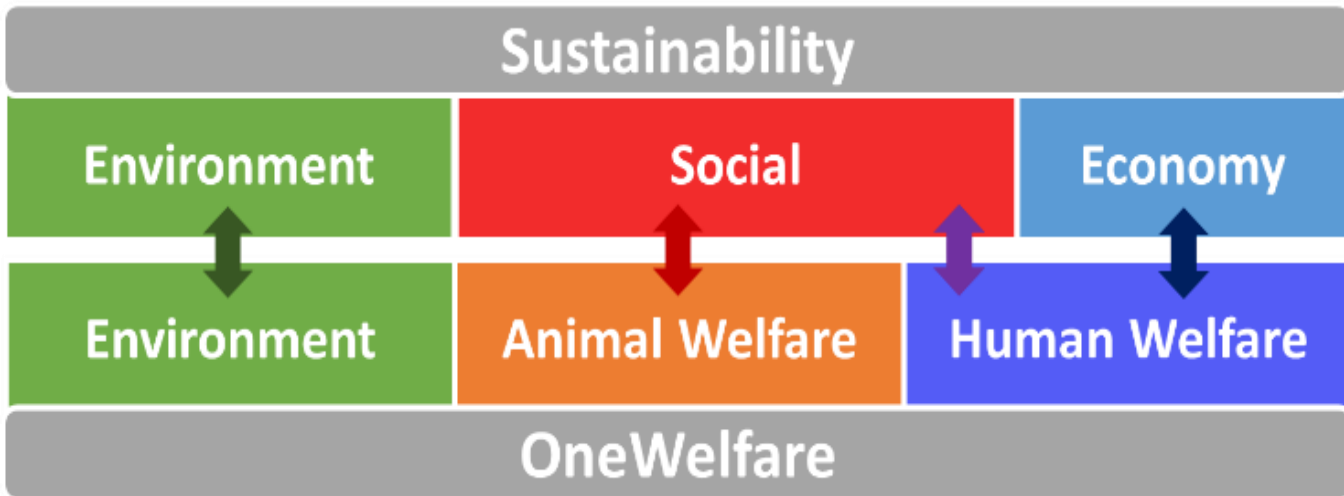 Sustainability
Environment Social Economy
Environment Animal Welfare Human Welfare
OneWelfare